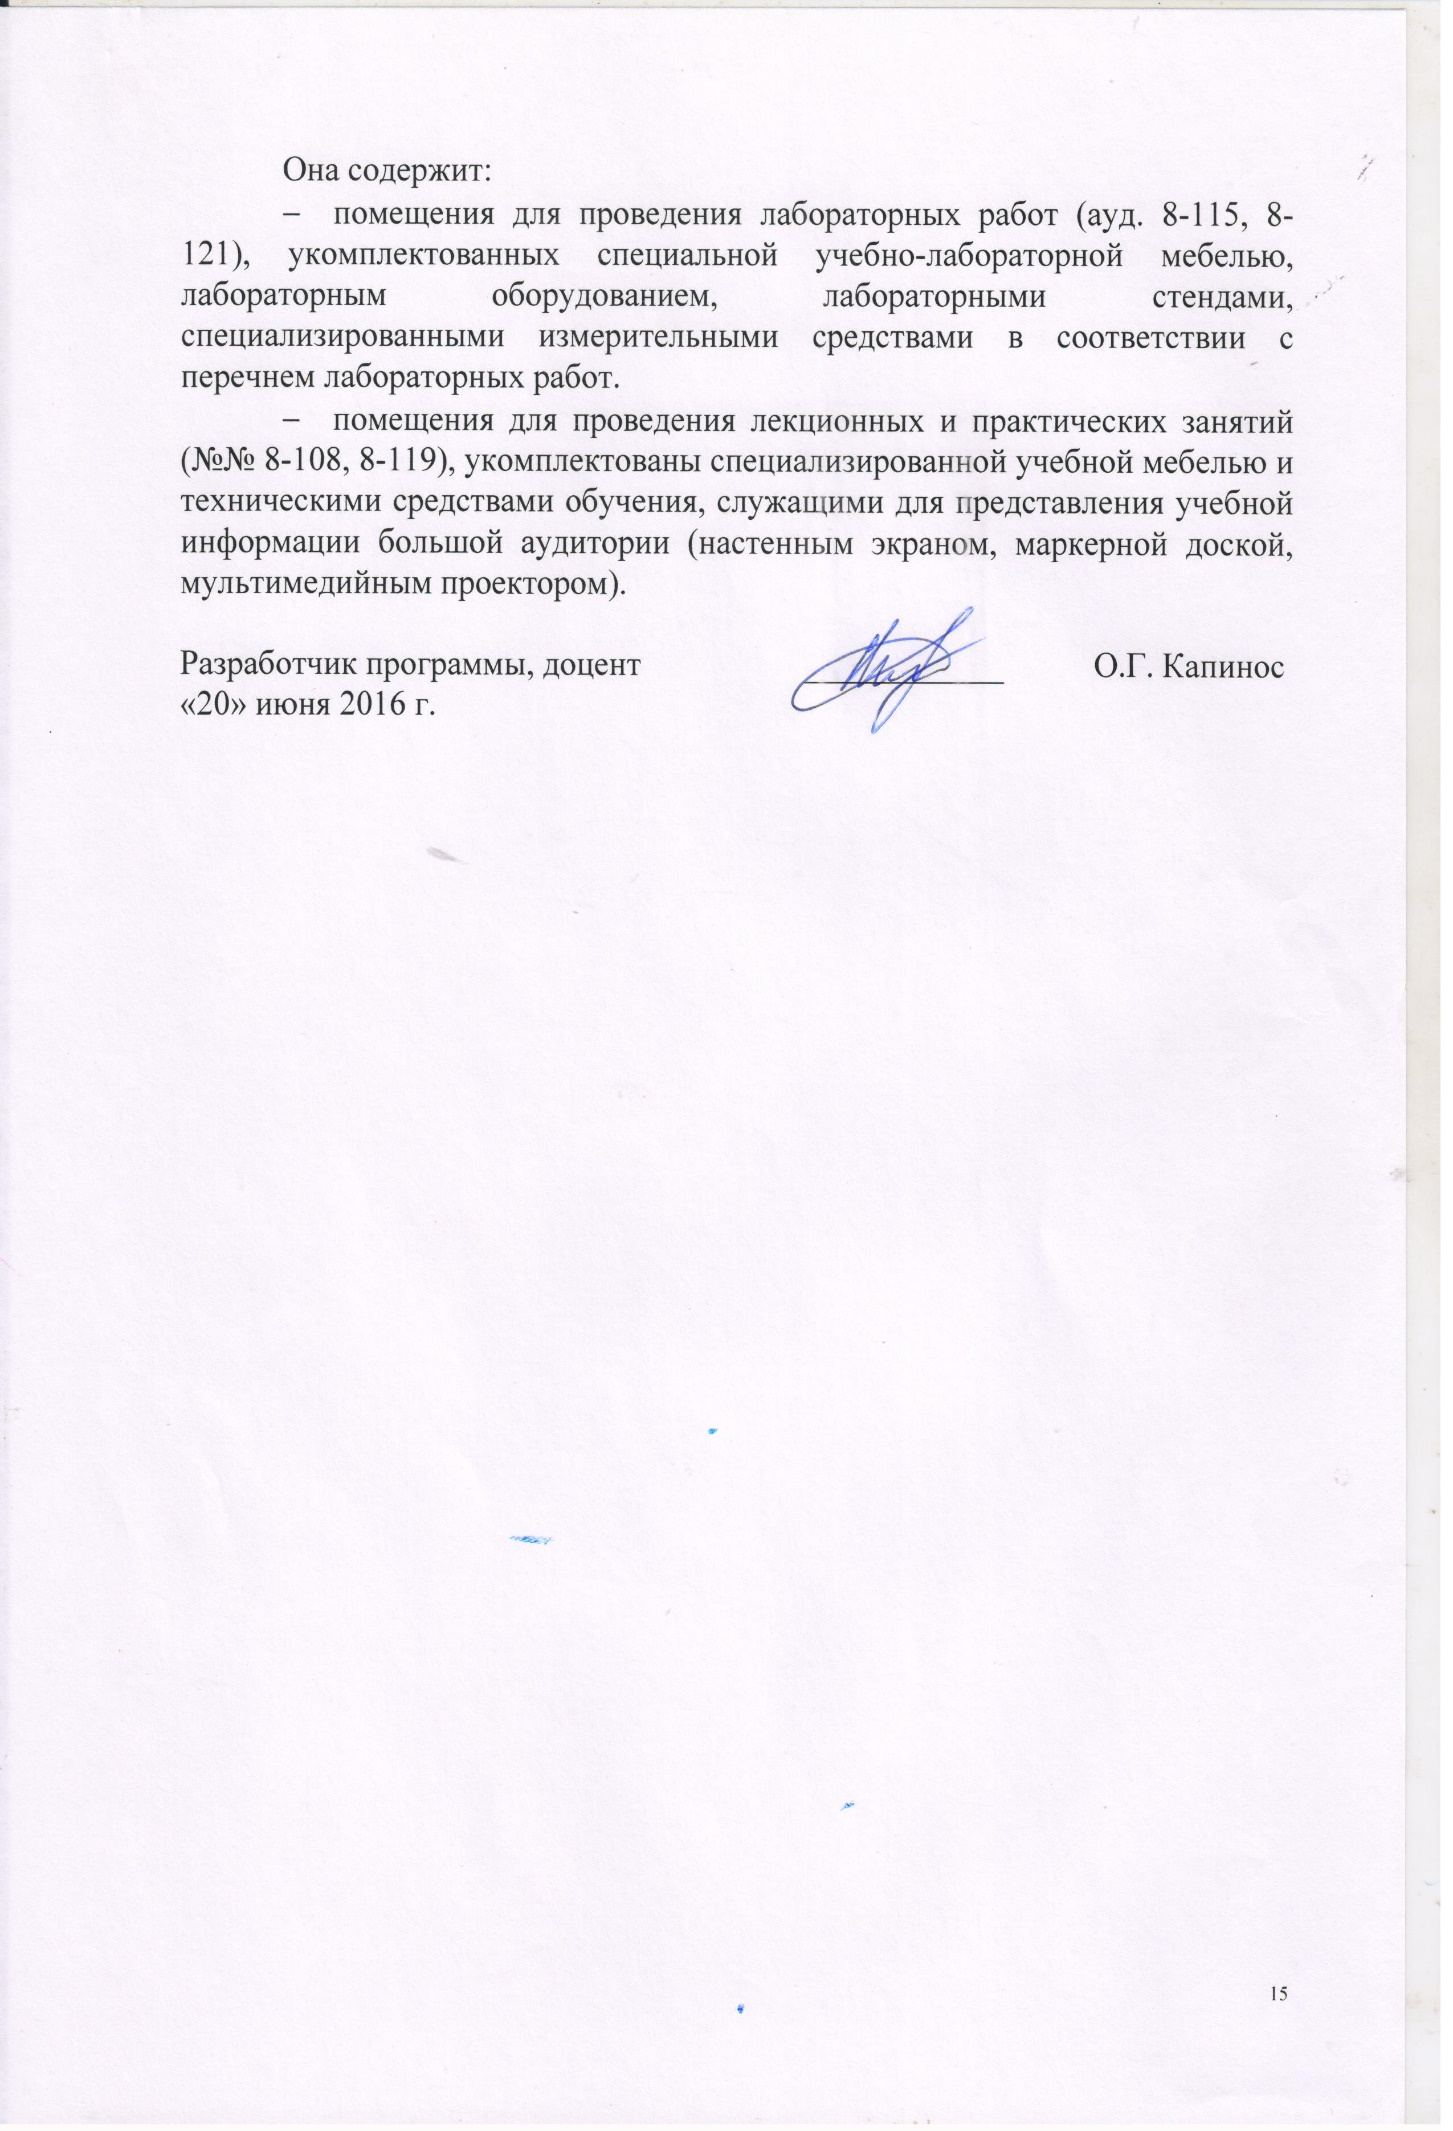 Она содержит:
– помещения для проведения лабораторных работ (ауд. 8-115, 8-
121), укомплектованных специальной учебно-лабораторной мебелью,
лабораторным оборудованием, лабораторными стендами,
специализированными измерительными средствами в соответствии с
перечнем лабораторных работ.
– помещения для проведения лекционных и практических занятий
(№№ 8-108, 8-119), укомплектованы специализированной учебной мебелью и
техническими средствами обучения, служащими для представления учебной
информации большой аудитории (настенным экраном, маркерной доской,
мультимедийным проектором).
Разработчик программы, доцент О.Г. Капинос
«20» июня 2016 г.
15